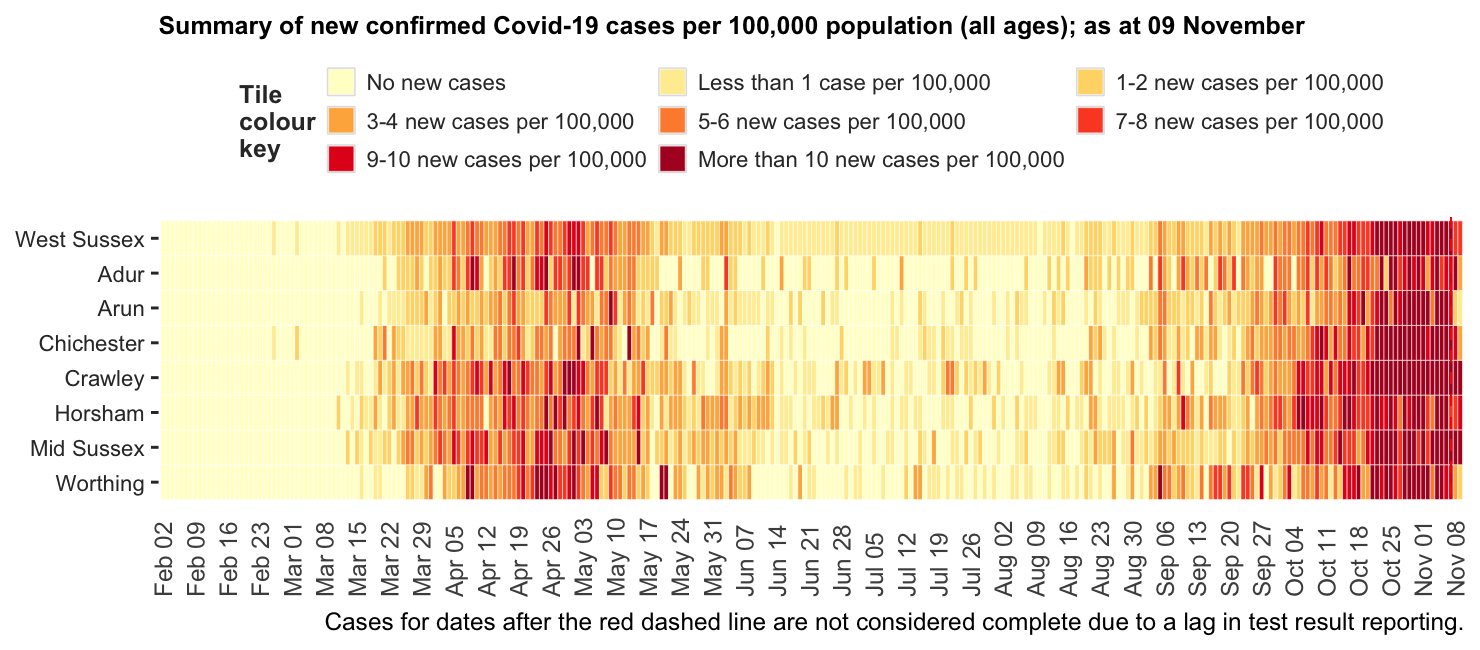 Summary of new confirmed Covid-19 cases per 100,000 population (all ages); as at 09 November
Tile
colour
key
No new cases
Less than 1 case per 100,000
1-2 new cases per 100,000
3-4 new cases per 100,000
5-6 new cases per 100,000
7-8 new cases per 100,000
9-10 new cases per 100,000
More than 10 new cases per 100,000
West Sussex
Adur
Arun
Chichester
Crawley
Horsham
Mid Sussex
Worthing
Feb 02
Feb 09
Feb 16
Feb 23
Mar 01
Mar 08
Mar 15
Mar 22
Mar 29
Apr 05
Apr 12
Apr 19
Apr 26
May 03
May 10
May 17
May 24
May 31
Jun 07
Jun 14
Jun 21
Jun 28
Jul 05
Jul 12
Jul 19
Jul 26
Aug 02
Aug 09
Aug 16
Aug 23
Aug 30
Sep 06
Sep 13
Sep 20
Sep 27
Oct 04
Oct 11
Oct 18
Oct 25
Nov 01
Nov 08
Cases for dates after the red dashed line are not considered complete due to a lag in test result reporting.